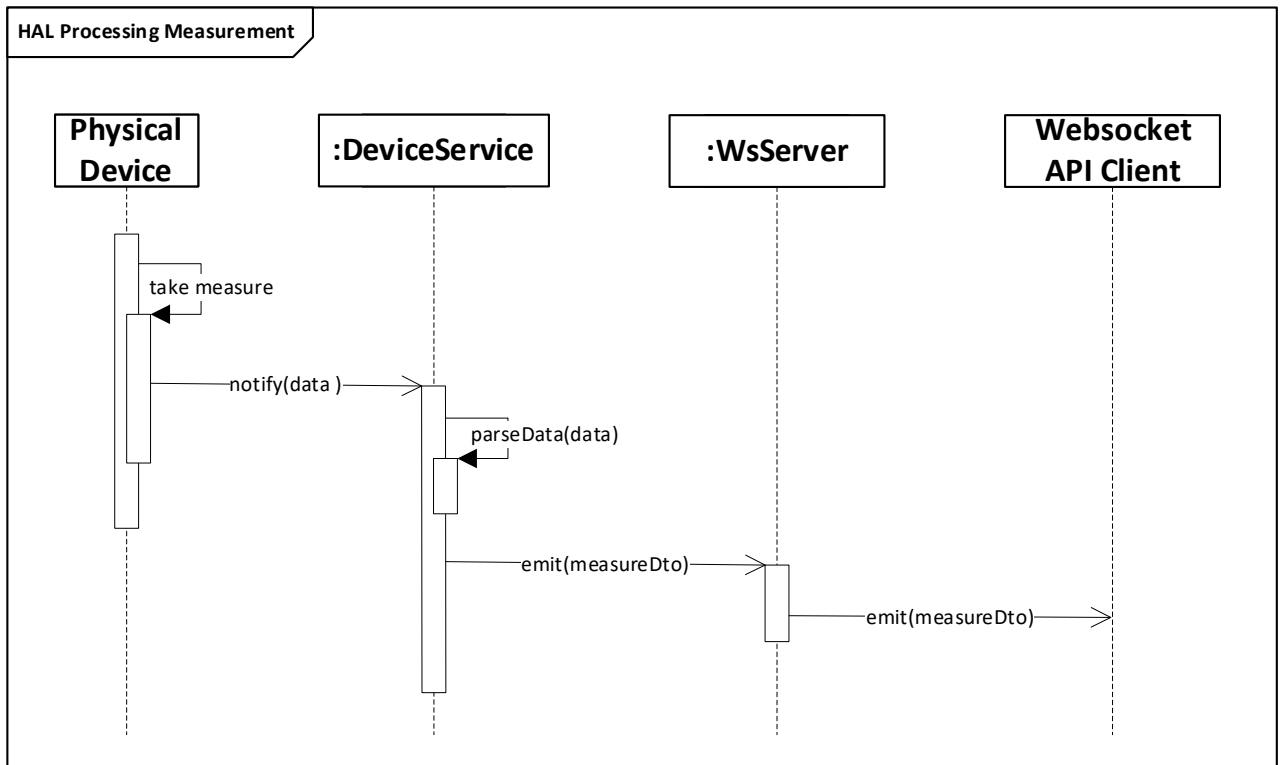 HAL Processing Measurement
Physical
Device
:DeviceService
:WsServer
Websocket
API Client
take measure
notify(data )
parseData(data)
emit(measureDto)
emit(measureDto)